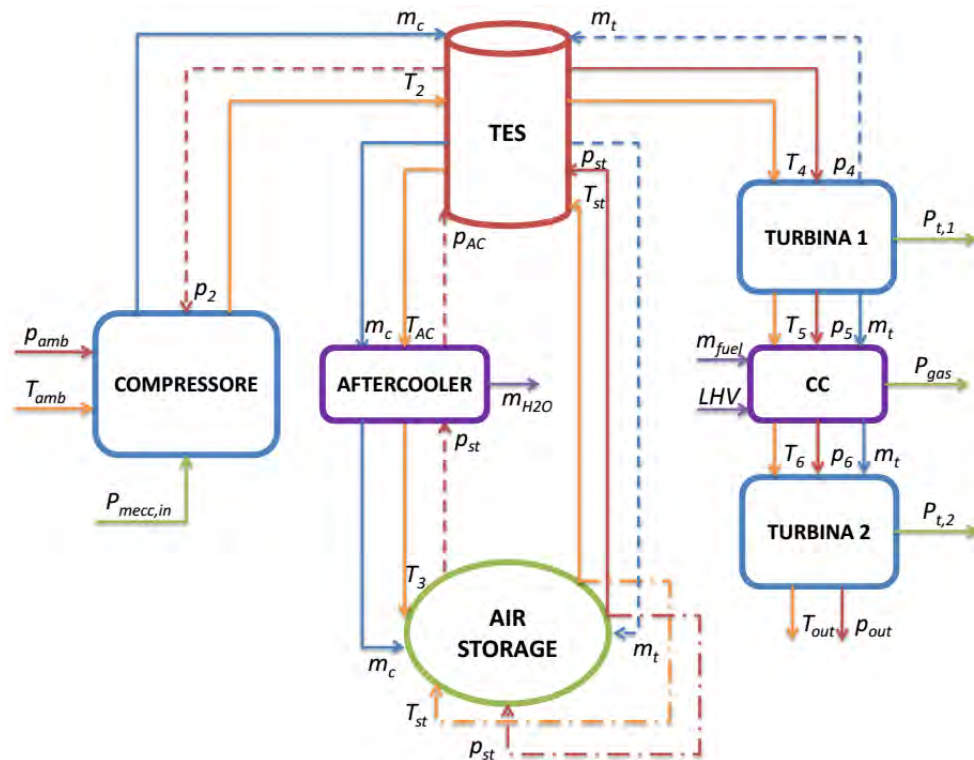 m_c
m_t
T_2
TES
p_st
T_st
T_4
p_4
P_t,1
TURBINA 1
p_AC
p_2
m_c
T_AC
T_5
p_5
m_t
p_amb
m_fuel
P_gas
COMPRESSORE
AFTERCOOLER
CC
T_amb
m_H2O
LHV
p_st
T_6
p_6
m_t
P_mecc,in
TURBINA 2
P_t,2
T_3
AIR
STORAGE
T_out
p_out
m_c
m_t
T_st
p_st